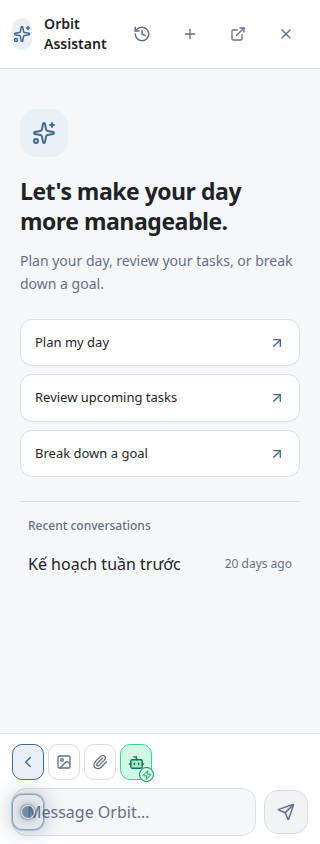 Orbit
Assistant
Let's make your day
more manageable.
Plan your day, review your tasks, or break
down a goal.
Plan my day
Review upcoming tasks
Break down a goal
Recent conversations
Kế hoạch tuần trước 20 days ago
Message Orbit...